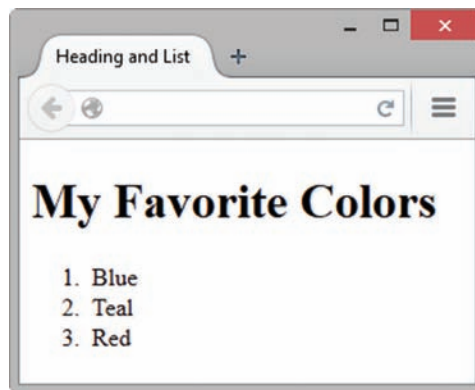 Heading and List
My Favorite Colors
1. Blue
2. Teal
3. Red